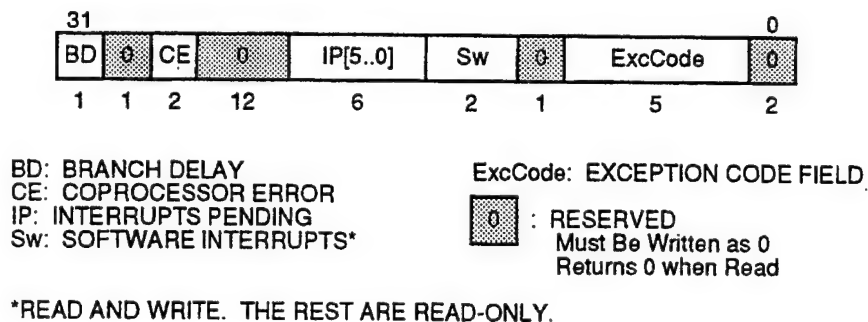 31 0
BD 0 CE 0 IP[5..0] Sw 0 ExcCode 0
1 1 2 12 6 2 1 5 2
BD: BRANCH DELAY
CE: COPROCESSOR ERROR
IP: INTERRUPTS PENDING
Sw: SOFTWARE INTERRUPTS*
ExcCode: EXCEPTION CODE FIELD
0 : RESERVED
Must Be Written as 0
Returns 0 when Read
*READ AND WRITE. THE REST ARE READ-ONLY.